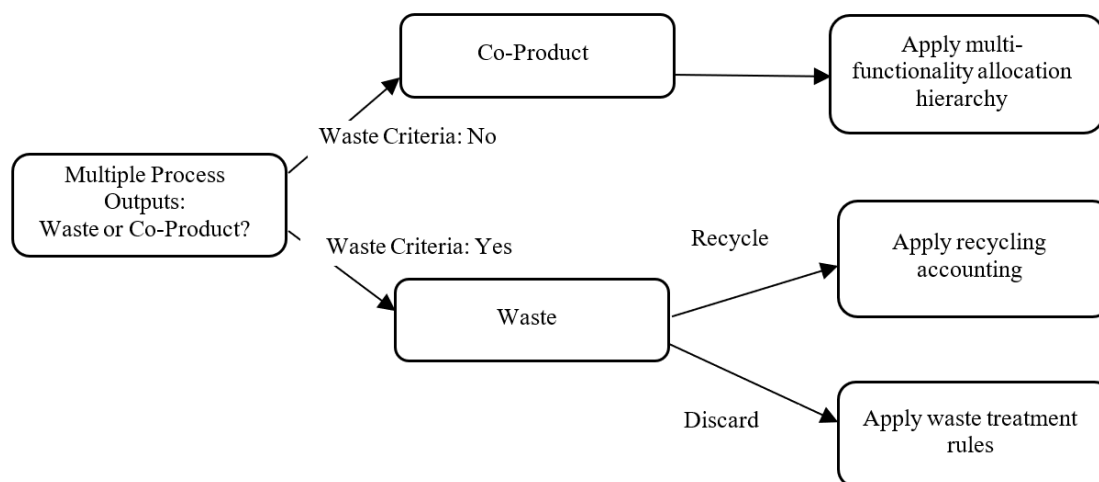 Multiple Process
Outputs:
Waste or Co-Product?
Waste Criteria: No
Co-Product
Apply multi-
functionality allocation
hierarchy
Waste Criteria: Yes
Waste
Recycle
Apply recycling
accounting
Discard
Apply waste treatment
rules